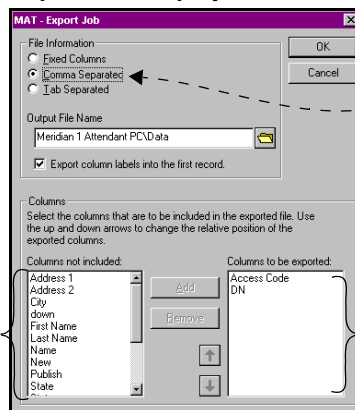 MAT - Export Job
File Information
Fixed Columns
Comma Separated
Tab Separated
OK
Cancel
Output File Name
Meridian 1 Attendant PC\Data
Export column labels into the first record.
Columns
Select the columns that are to be included in the exported file. Use
the up and down arrows to change the relative position of the
exported columns.
Columns not included:
Address 1
Address 2
City
down
First Name
Last Name
Name
New
Publish
State
Add
Remove
Columns to be exported:
Access Code
DN